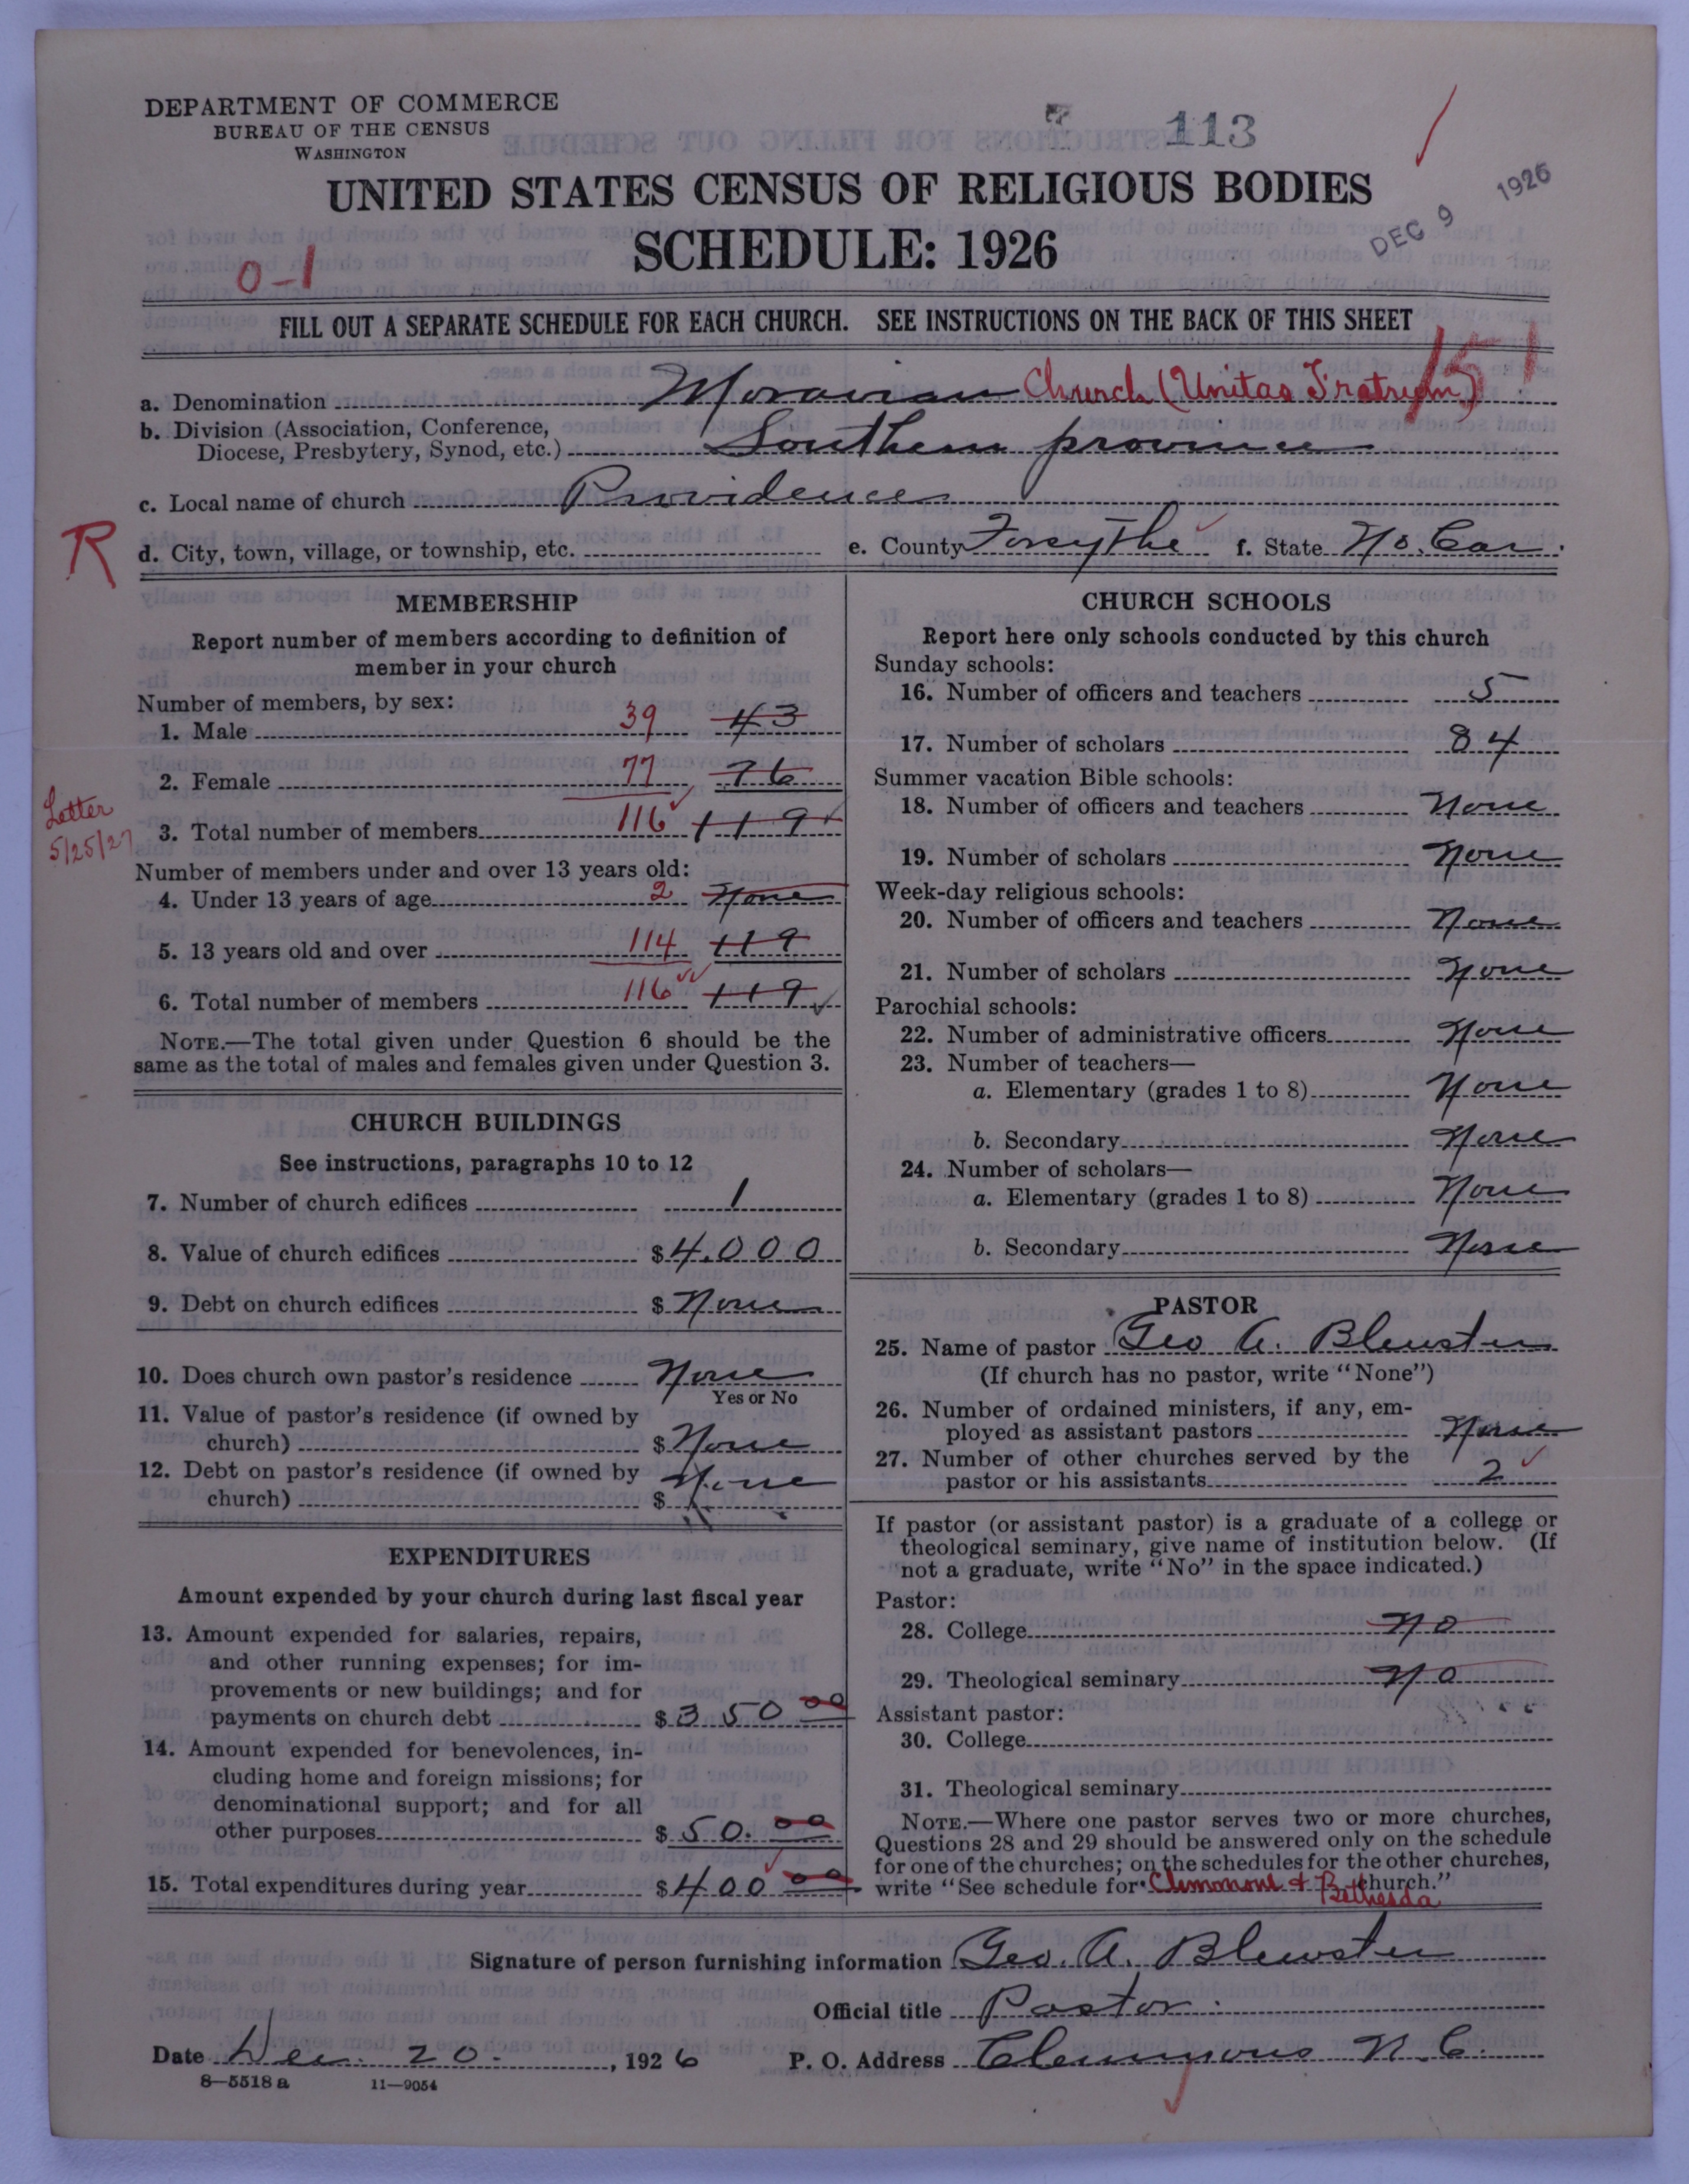 DEPARTMENT OF COMMERCE
BUREAU OF THE CENSUS
WASHINGTON
113
DEC 9 1926
UNITED STATES CENSUS OF RELIGIOUS BODIES
SCHEDULE: 1926
0-1
FILL OUT A SEPARATE SCHEDULE FOR EACH CHURCH. SEE INSTRUCTIONS ON THE BACK OF THIS SHEET
151
a. Denomination Moravian Church (Unitas Fratrum)
b. Division (Association, Conference,
Diocese, Presbytery, Synod, etc.) Southern province
c. Local name of church Providence
R
d. City, town, village, or township, etc. e. County Forsythe f. State No. Car.
MEMBERSHIP
Report number of members according to definition of
member in your church
Number of members, by sex:
1. Male 39 43
2. Female 77 76
Letter
5/25/27
3. Total number of members 116 119
Number of members under and over 13 years old:
4. Under 13 years of age 2 None
5. 13 years old and over 114 119
6. Total number of members 116 119
NOTE.—The total given under Question 6 should be the
same as the total of males and females given under Question 3.
CHURCH BUILDINGS
See instructions, paragraphs 10 to 12
7. Number of church edifices 1
8. Value of church edifices $4,000
9. Debt on church edifices $ None
10. Does church own pastor's residence None
Yes or No
11. Value of pastor's residence (if owned by
church) $ None
12. Debt on pastor's residence (if owned by
church) $ None
EXPENDITURES
Amount expended by your church during last fiscal year
13. Amount expended for salaries, repairs,
and other running expenses; for im-
provements or new buildings; and for
payments on church debt $350 00
14. Amount expended for benevolences, in-
cluding home and foreign missions; for
denominational support; and for all
other purposes $50. 00
15. Total expenditures during year $400 00
CHURCH SCHOOLS
Report here only schools conducted by this church
Sunday schools:
16. Number of officers and teachers 5
17. Number of scholars 84
Summer vacation Bible schools:
18. Number of officers and teachers None
19. Number of scholars None
Week-day religious schools:
20. Number of officers and teachers None
21. Number of scholars None
Parochial schools:
22. Number of administrative officers None
23. Number of teachers—
a. Elementary (grades 1 to 8) None
b. Secondary None
24. Number of scholars—
a. Elementary (grades 1 to 8) None
b. Secondary None
PASTOR
25. Name of pastor Geo A. Blewster
(If church has no pastor, write "None")
26. Number of ordained ministers, if any, em-
ployed as assistant pastors None
27. Number of other churches served by the
pastor or his assistants 2
If pastor (or assistant pastor) is a graduate of a college or
theological seminary, give name of institution below. (If
not a graduate, write "No" in the space indicated.)
Pastor:
28. College No
29. Theological seminary No
Assistant pastor:
30. College
31. Theological seminary
NOTE.—Where one pastor serves two or more churches,
Questions 28 and 29 should be answered only on the schedule
for one of the churches; on the schedules for the other churches,
write "See schedule for Clemmons & Bethesda church."
Signature of person furnishing information Geo. A. Blewster
Official title Pastor
Date Dec. 20., 1926 P. O. Address Clemmons N. C.
8—5518 a 11—9054